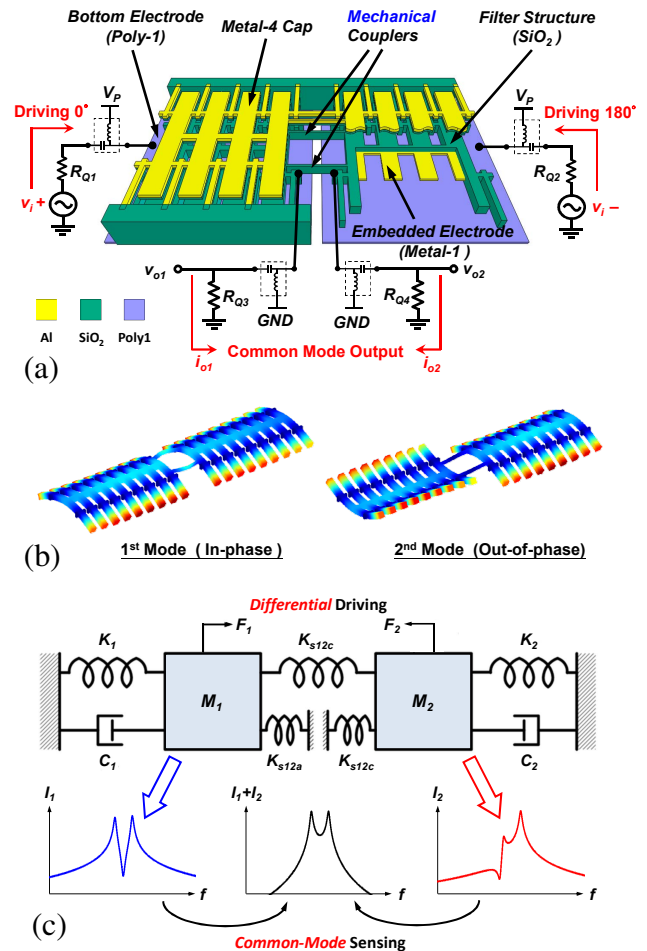 Bottom Electrode
(Poly-1)
Metal-4 Cap
Mechanical
Couplers
Filter Structure
(SiO2)
VP
VP
Driving 0°
Driving 180°
RQ1
RQ2
vi +
vi −
Embedded Electrode
(Metal-1)
vo1
vo2
RQ3
RQ4
GND
GND
Al
SiO2
Poly1
Common Mode Output
io1
io2
(a)
1st Mode ( In-phase )
2nd Mode (Out-of-phase)
(b)
Differential Driving
F1
F2
K1
Ks12c
K2
M1
M2
C1
Ks12a
Ks12c
C2
I1
I1+I2
I2
f
f
f
(c)
Common-Mode Sensing